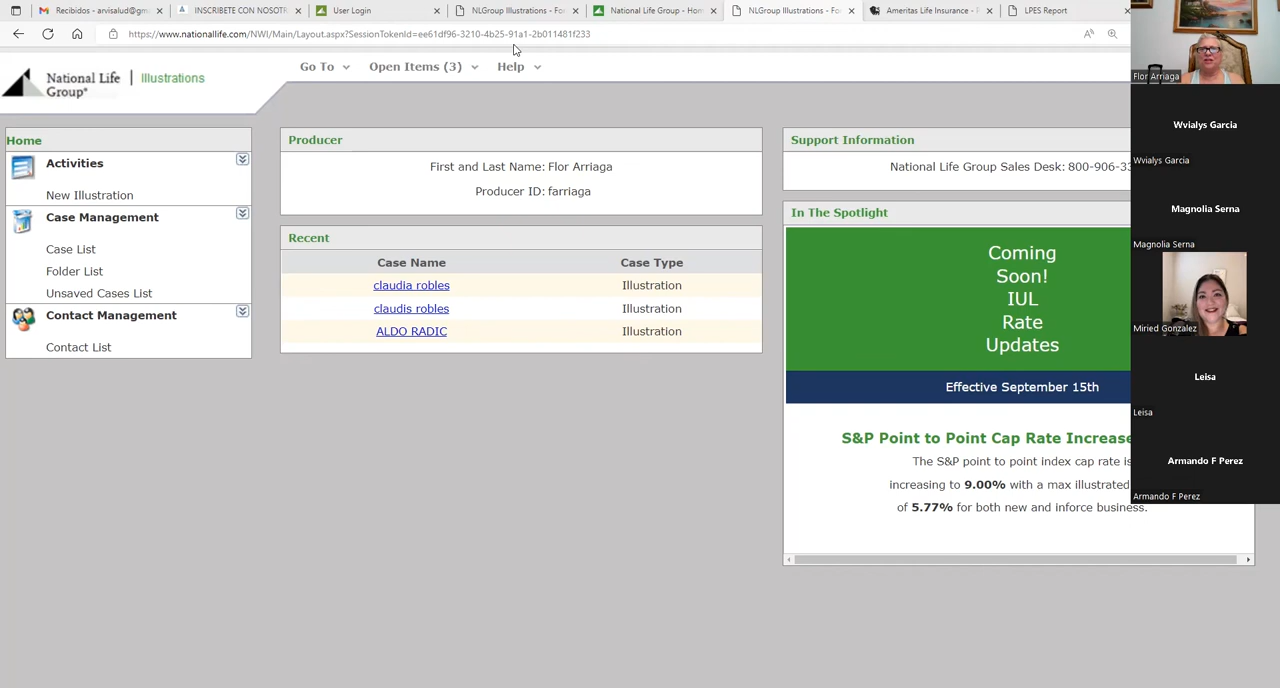 Recibidos - arvisalud@gm
INSCRIBETE CON NOSOTR
User Login
NLGroup Illustrations - For
National Life Group - Hom
NLGroup Illustrations - For
Ameritas Life Insurance - F
LPES Report
https://www.nationallife.com/NWI/Main/Layout.aspx?SessionTokenId=ee61df96-3210-4b25-91a1-2b011481f233
National Life Group® | Illustrations
Go To
Open Items (3)
Help
Home
Activities
New Illustration
Case Management
Case List
Folder List
Unsaved Cases List
Contact Management
Contact List
Producer
First and Last Name: Flor Arriaga
Producer ID: farriaga
Recent
Case Name Case Type
claudia robles Illustration
claudis robles Illustration
ALDO RADIC Illustration
Support Information
National Life Group Sales Desk: 800-906-33
In The Spotlight
Coming
Soon!
IUL
Rate
Updates
Effective September 15th
S&P Point to Point Cap Rate Increase
The S&P point to point index cap rate is
increasing to 9.00% with a max illustrated
of 5.77% for both new and inforce business.
Flor Arriaga
Wvialys Garcia
Wvialys Garcia
Magnolia Serna
Magnolia Serna
Miried Gonzalez
Leisa
Leisa
Armando F Perez
Armando F Perez